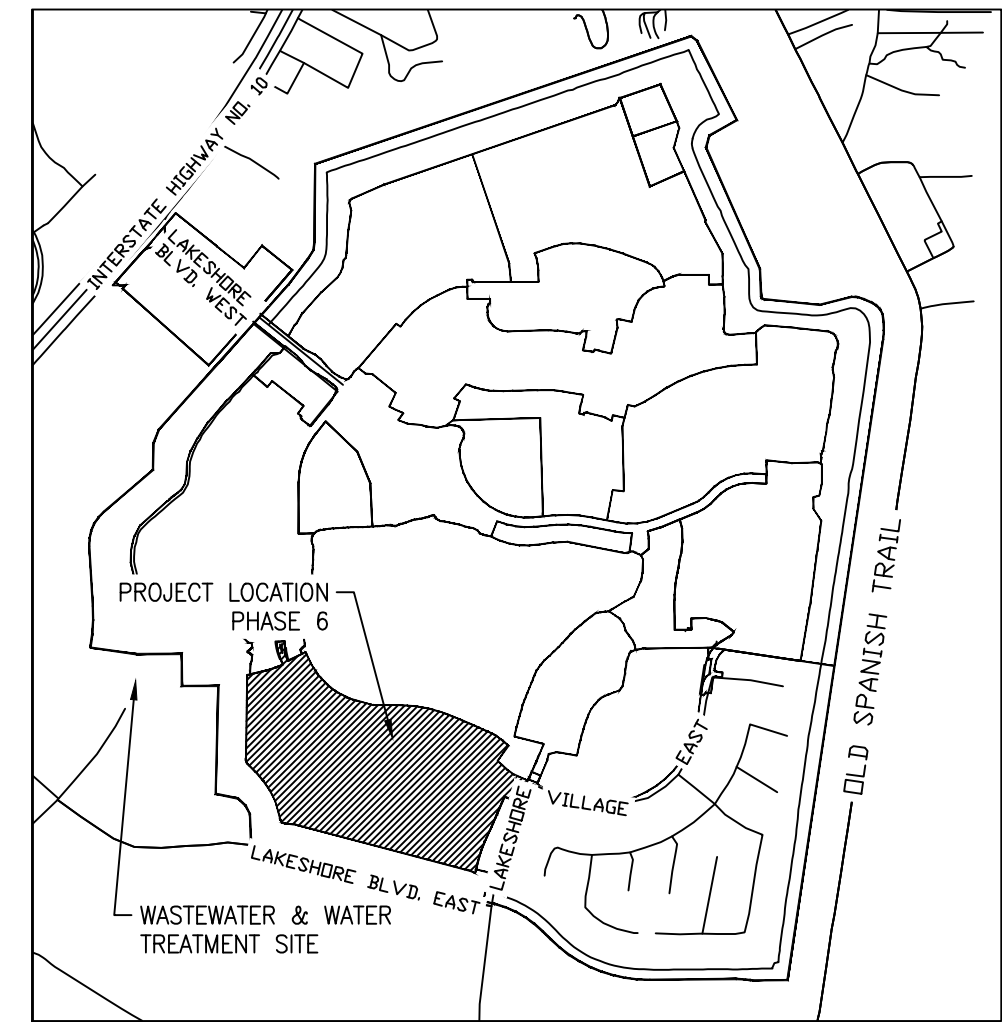 INTERSTATE HIGHWAY NO. 10
LAKESHORE
BLVD. WEST
PROJECT LOCATION
PHASE 6
OLD SPANISH TRAIL
EAST
VILLAGE
LAKESHORE
LAKESHORE BLVD. EAST
WASTEWATER & WATER
TREATMENT SITE